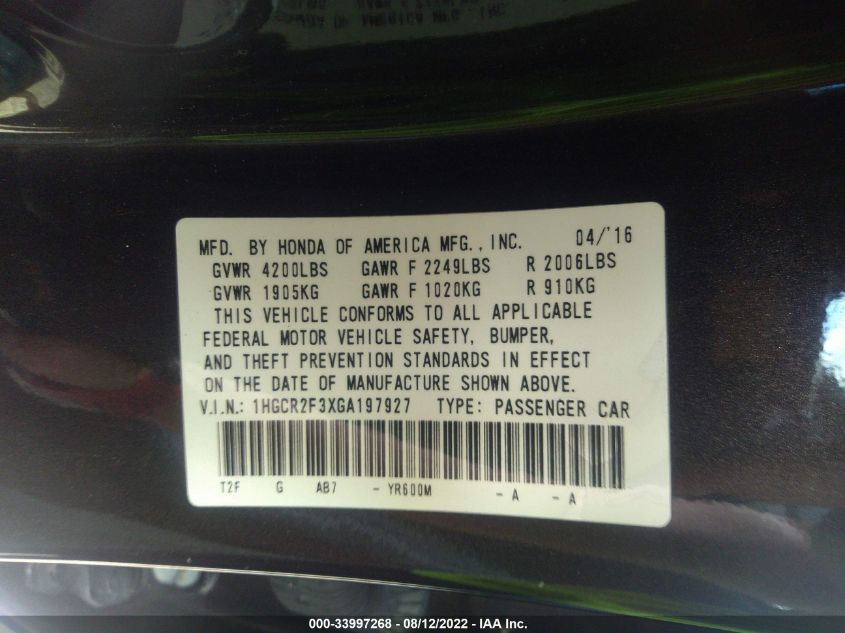 MFD. BY HONDA OF AMERICA MFG., INC. 04/'16
GVWR 4200LBS GAWR F 2249LBS R 2006LBS
GVWR 1905KG GAWR F 1020KG R 910KG
THIS VEHICLE CONFORMS TO ALL APPLICABLE
FEDERAL MOTOR VEHICLE SAFETY, BUMPER,
AND THEFT PREVENTION STANDARDS IN EFFECT
ON THE DATE OF MANUFACTURE SHOWN ABOVE.
V.I.N.: 1HGCR2F3XGA197927 TYPE: PASSENGER CAR
T2F G AB7 - YR600M - A - A
000-33997268 - 08/12/2022 - IAA Inc.